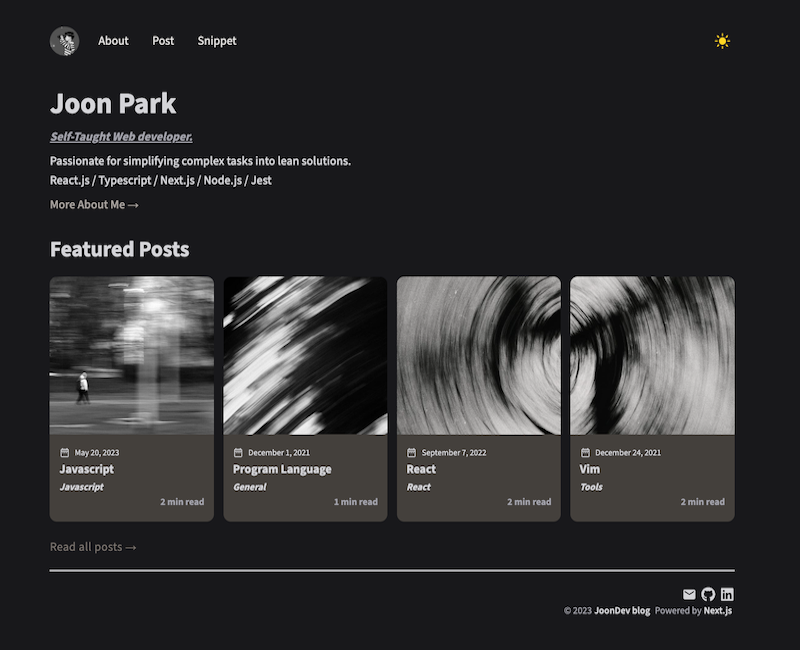 About Post Snippet
Joon Park
Self-Taught Web developer.
Passionate for simplifying complex tasks into lean solutions.
React.js / Typescript / Next.js / Node.js / Jest
More About Me →
Featured Posts
May 20, 2023
Javascript
Javascript
2 min read
December 1, 2021
Program Language
General
1 min read
September 7, 2022
React
React
2 min read
December 24, 2021
Vim
Tools
2 min read
Read all posts →
© 2023 JoonDev blog Powered by Next.js